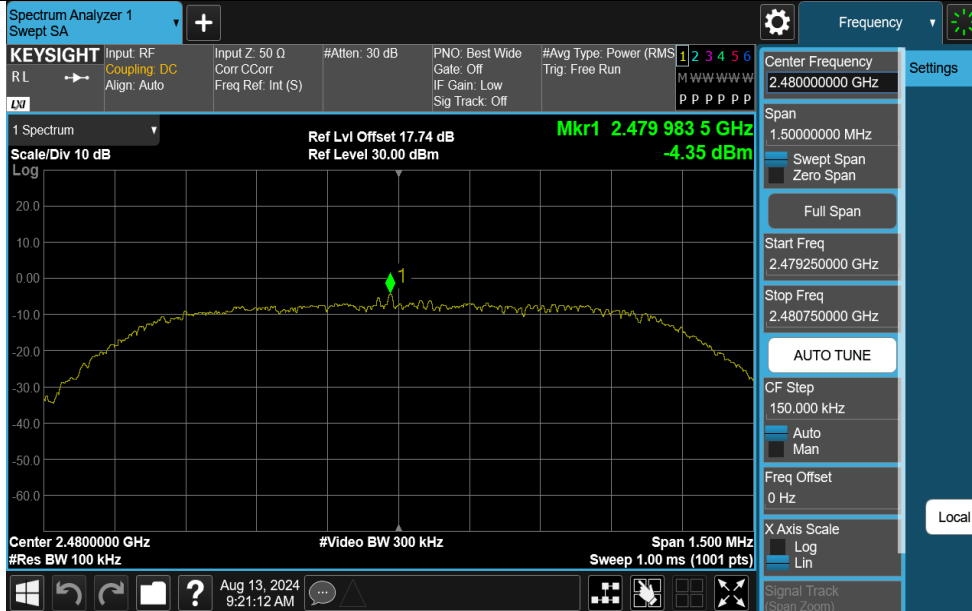 Spectrum Analyzer 1
Swept SA
Frequency
KEYSIGHT
R L
LXI
Input: RF
Coupling: DC
Align: Auto
Input Z: 50 Ω
Corr CCorr
Freq Ref: Int (S)
#Atten: 30 dB
PNO: Best Wide
Gate: Off
IF Gain: Low
Sig Track: Off
#Avg Type: Power (RMS
Trig: Free Run
1 2 3 4 5 6
M W W W W W
P P P P P P
1 Spectrum
Scale/Div 10 dB
Log
Ref Lvl Offset 17.74 dB
Ref Level 30.00 dBm
Mkr1 2.479 983 5 GHz
-4.35 dBm
20.0
10.0
0.00
-10.0
-20.0
-30.0
-40.0
-50.0
-60.0
1
Center 2.4800000 GHz
#Res BW 100 kHz
#Video BW 300 kHz
Span 1.500 MHz
Sweep 1.00 ms (1001 pts)
Aug 13, 2024
9:21:12 AM
Center Frequency
2.480000000 GHz
Span
1.50000000 MHz
Swept Span
Zero Span
Full Span
Start Freq
2.479250000 GHz
Stop Freq
2.480750000 GHz
AUTO TUNE
CF Step
150.000 kHz
Auto
Man
Freq Offset
0 Hz
X Axis Scale
Log
Lin
Signal Track
(Span Zoom)
Settings
Local